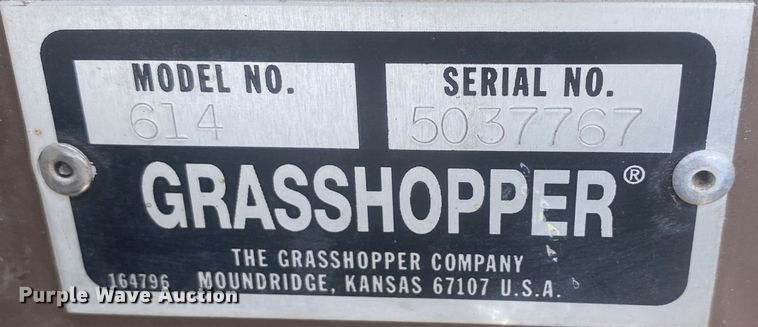 MODEL NO. SERIAL NO.
614 5037767
GRASSHOPPER®
THE GRASSHOPPER COMPANY
164796 MOUNDRIDGE, KANSAS 67107 U.S.A.
Purple Wave Auction